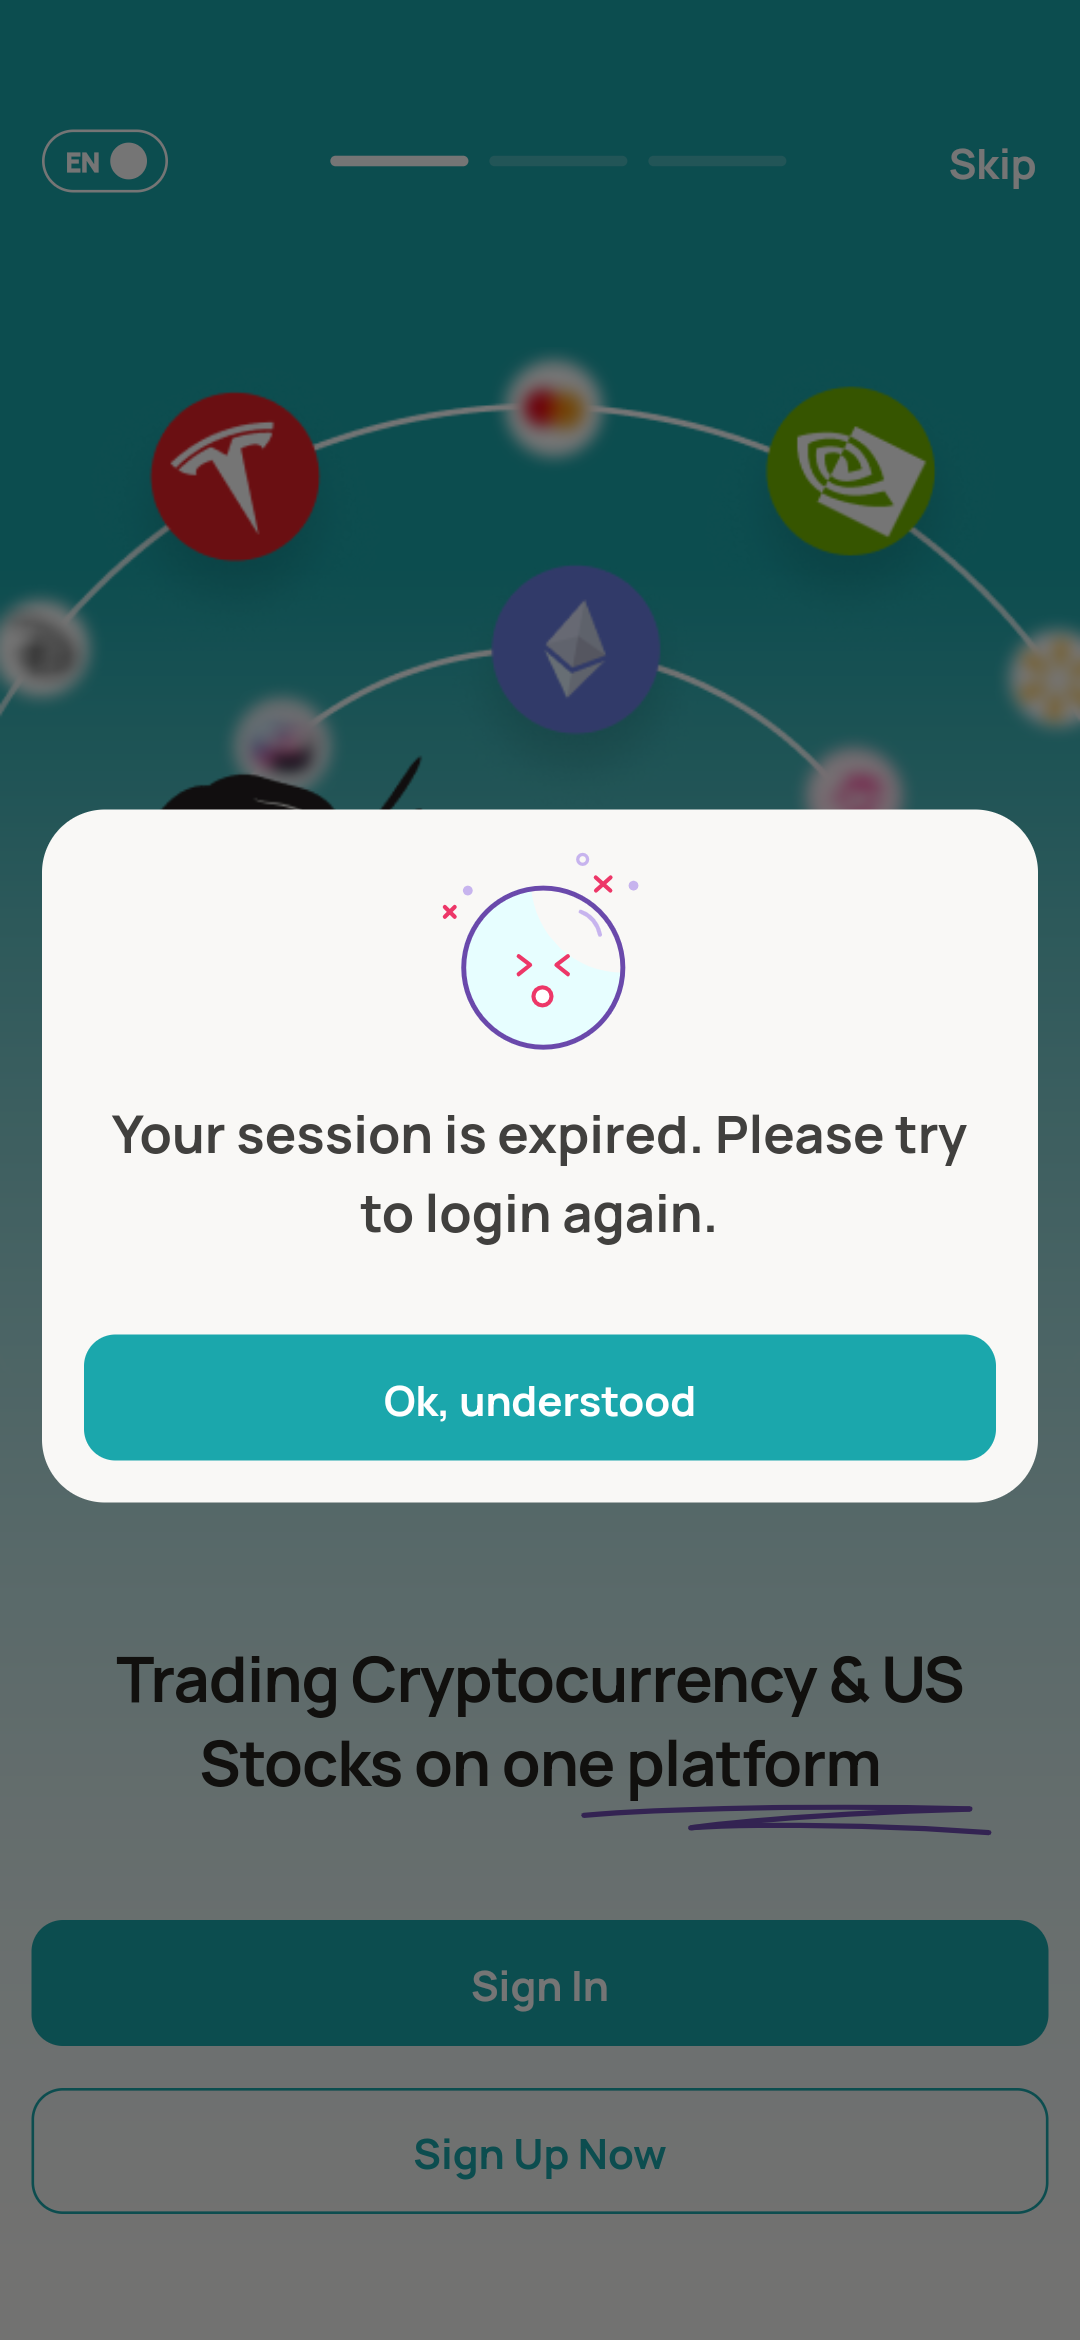 EN
Skip
Your session is expired. Please try
to login again.
Ok, understood
Trading Cryptocurrency & US
Stocks on one platform
Sign In
Sign Up Now